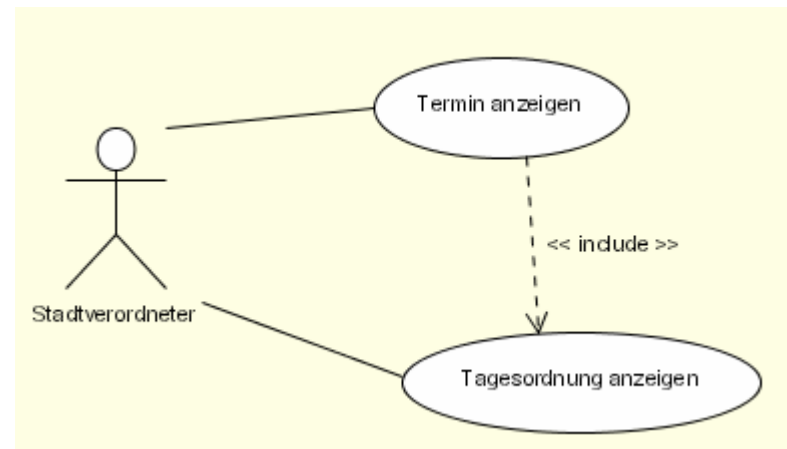 Termin anzeigen
<< include >>
Stadtverordneter
Tagesordnung anzeigen